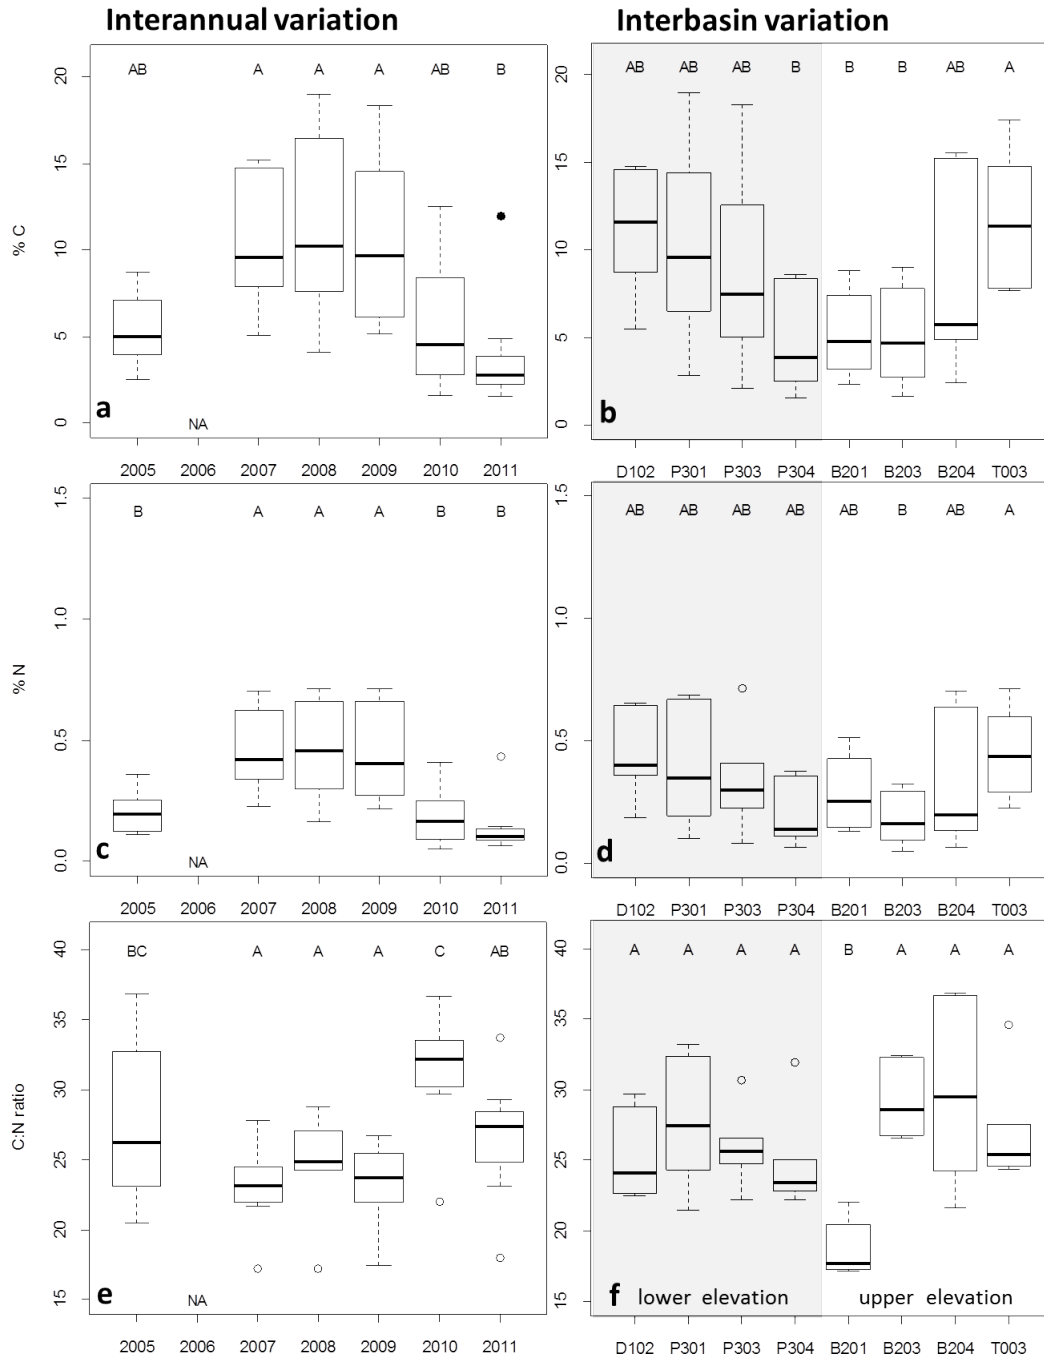 Interannual variation
Interbasin variation
% C
20
15
10
5
0
AB A A A AB B
NA
a
2005 2006 2007 2008 2009 2010 2011
20
15
10
5
0
AB AB AB B B B AB A
b
D102 P301 P303 P304 B201 B203 B204 T003
% N
1.5
1.0
0.5
0.0
B A A A B B
NA
c
2005 2006 2007 2008 2009 2010 2011
1.5
1.0
0.5
0.0
AB AB AB AB AB B AB A
d
D102 P301 P303 P304 B201 B203 B204 T003
C:N ratio
40
35
30
25
20
15
BC A A A C AB
NA
e
2005 2006 2007 2008 2009 2010 2011
40
35
30
25
20
15
A A A A B A A A
f
lower elevation
upper elevation
D102 P301 P303 P304 B201 B203 B204 T003